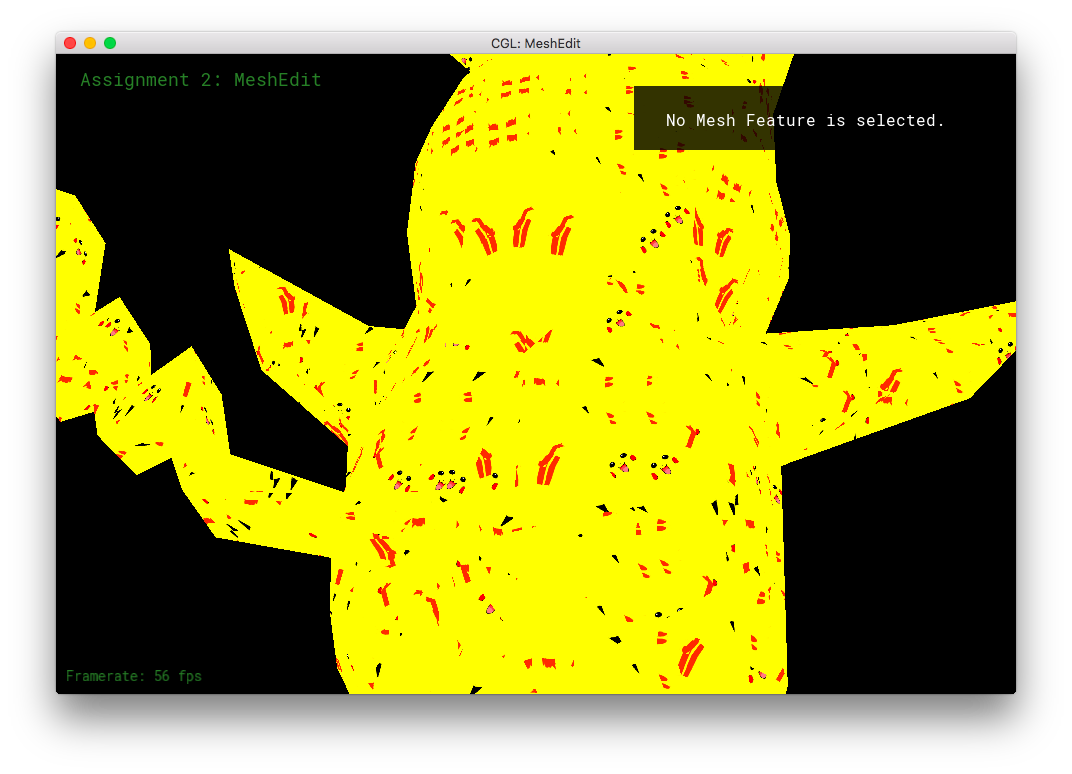 CGL: MeshEdit
Assignment 2: MeshEdit
No Mesh Feature is selected.
Framerate: 56 fps